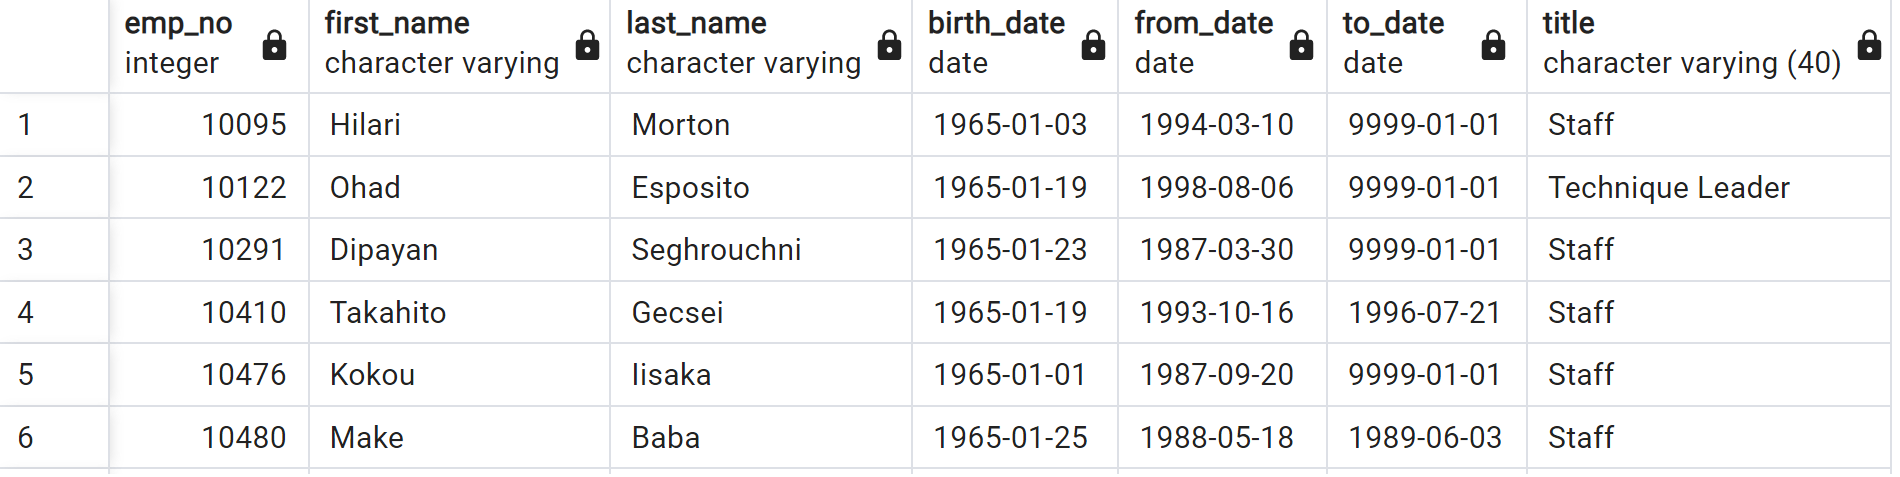 emp_no first_name last_name birth_date from_date to_date title
integer character varying character varying date date date character varying (40)
1 10095 Hilari Morton 1965-01-03 1994-03-10 9999-01-01 Staff
2 10122 Ohad Esposito 1965-01-19 1998-08-06 9999-01-01 Technique Leader
3 10291 Dipayan Seghrouchni 1965-01-23 1987-03-30 9999-01-01 Staff
4 10410 Takahito Gecsei 1965-01-19 1993-10-16 1996-07-21 Staff
5 10476 Kokou Iisaka 1965-01-01 1987-09-20 9999-01-01 Staff
6 10480 Make Baba 1965-01-25 1988-05-18 1989-06-03 Staff